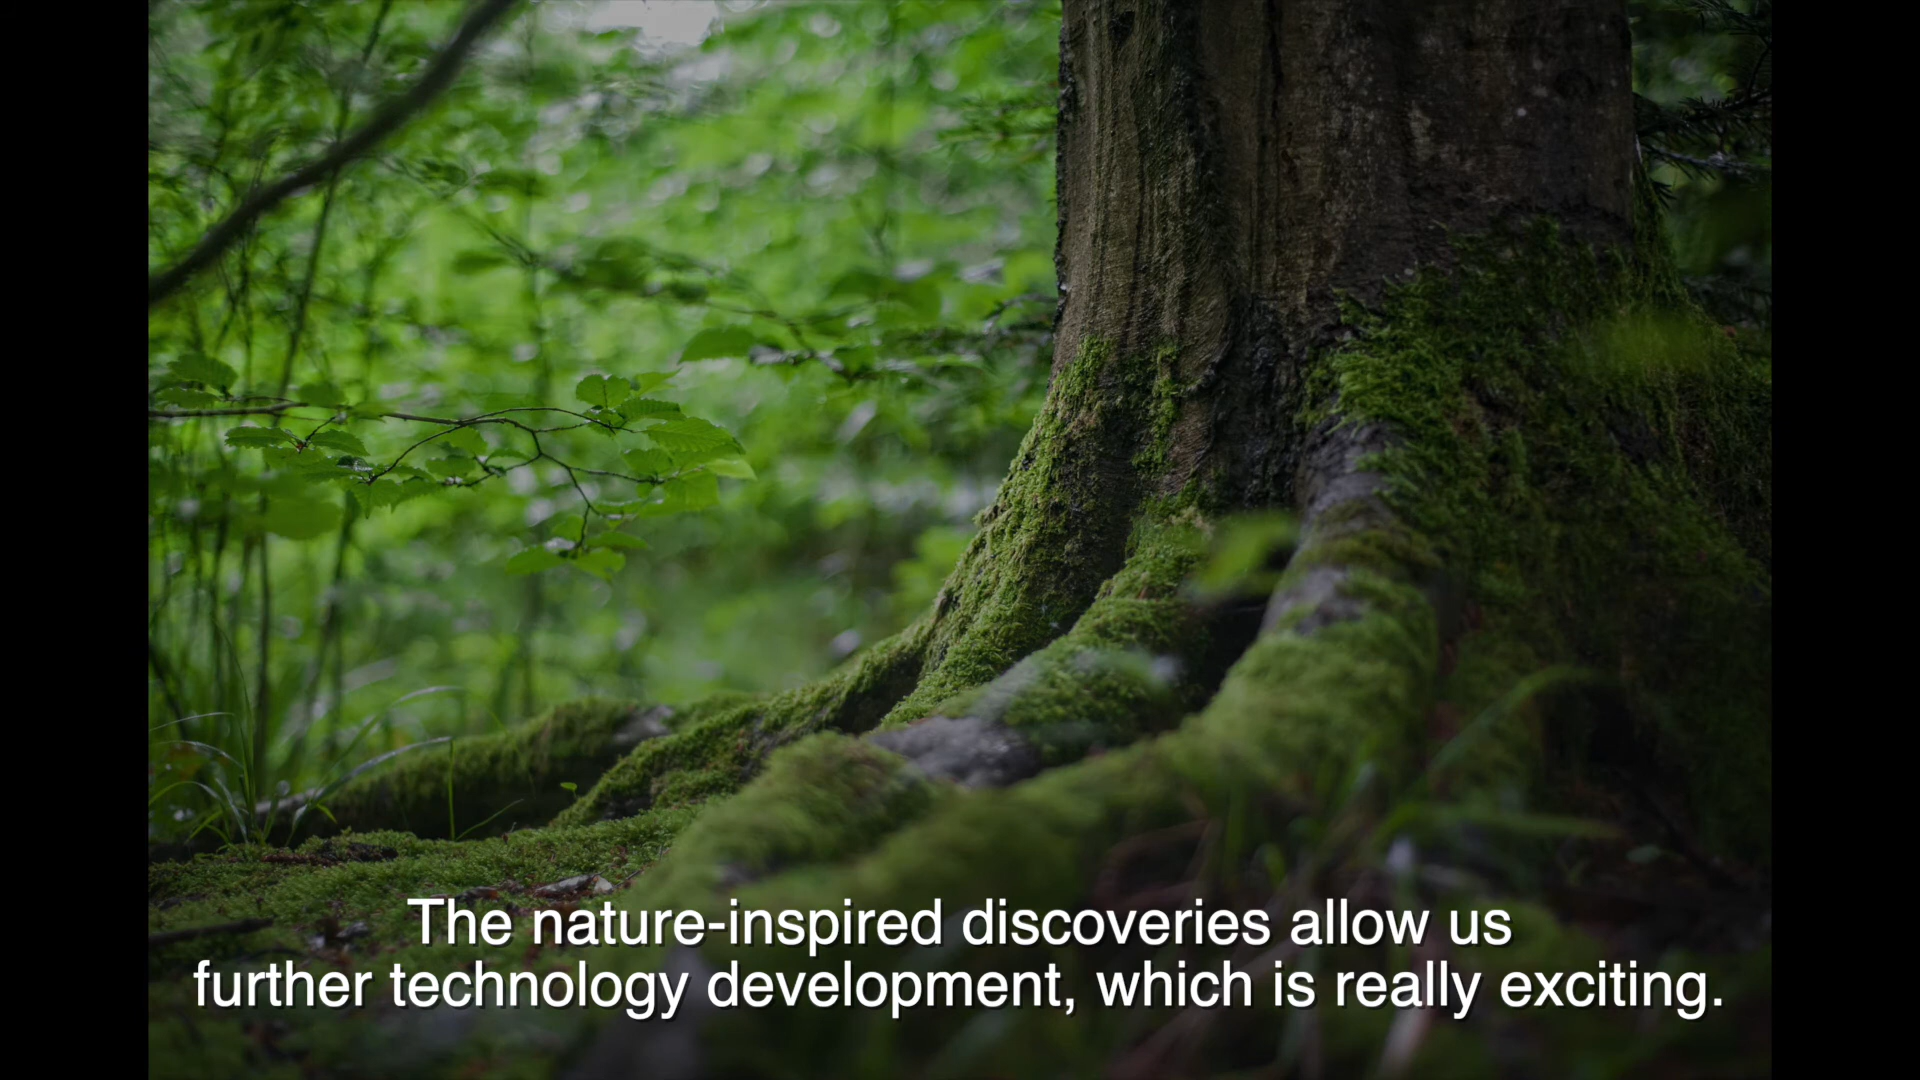 The nature-inspired discoveries allow us
further technology development, which is really exciting.